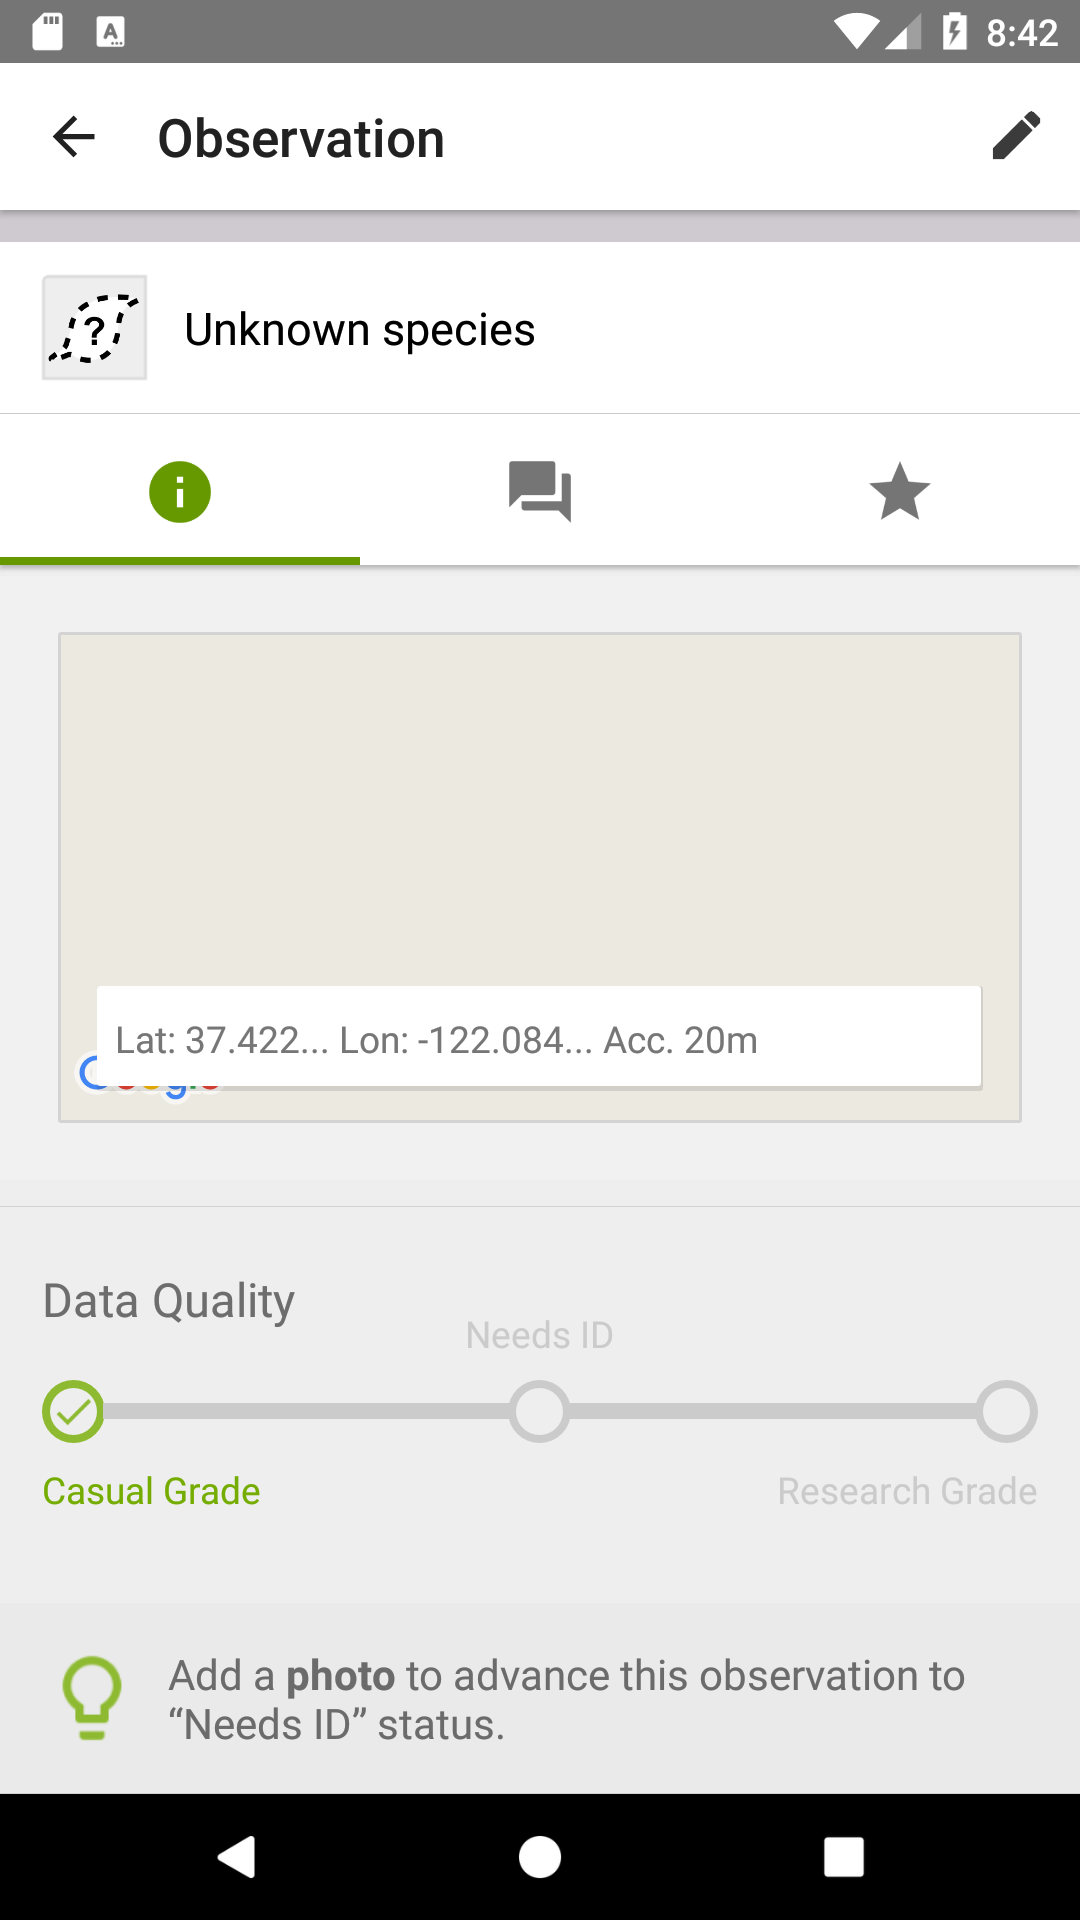 8:42
Observation
Unknown species
Lat: 37.422... Lon: -122.084... Acc. 20m
Data Quality
Needs ID
Casual Grade
Research Grade
Add a photo to advance this observation to
“Needs ID” status.